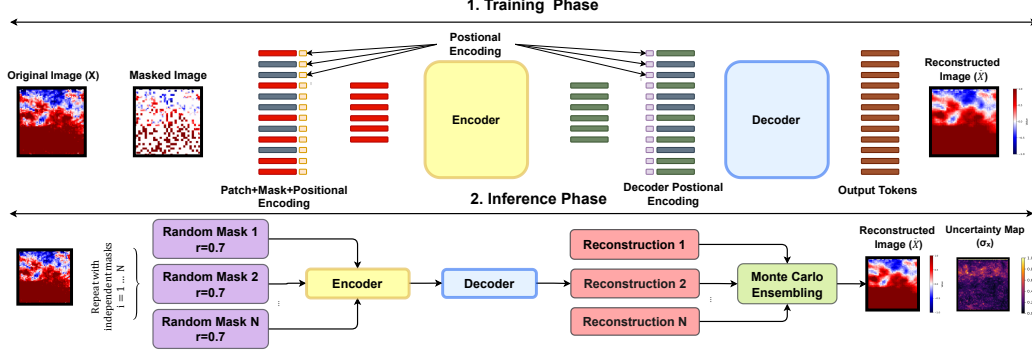 1. Training Phase
Postional
Encoding
Original Image (X)
Masked Image
Encoder
Decoder
Reconstructed
Image (X̂)
Patch+Mask+Positional
Encoding
Decoder Postional
Encoding
Output Tokens
2. Inference Phase
Repeat with
independent masks
i = 1 ... N
Random Mask 1
r=0.7
Random Mask 2
r=0.7
...
Random Mask N
r=0.7
Encoder
Decoder
Reconstruction 1
Reconstruction 2
...
Reconstruction N
Monte Carlo
Ensembling
Reconstructed
Image (X̂)
Uncertainty Map
(σₓ)